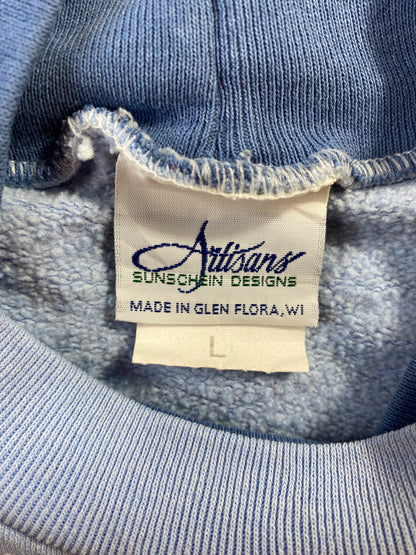 Artisans
SUNSCHEIN DESIGNS
MADE IN GLEN FLORA, WI
L